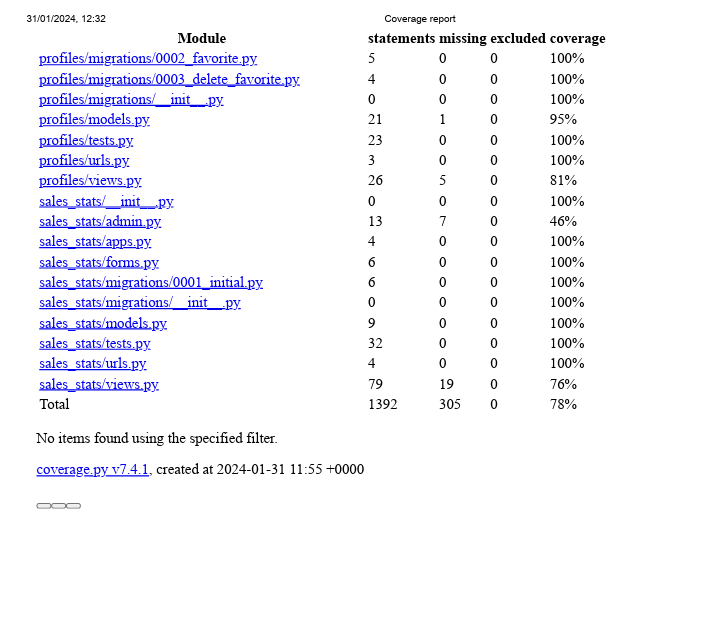 31/01/2024, 12:32 Coverage report
Module statements missing excluded coverage
profiles/migrations/0002_favorite.py 5 0 0 100%
profiles/migrations/0003_delete_favorite.py 4 0 0 100%
profiles/migrations/__init__.py 0 0 0 100%
profiles/models.py 21 1 0 95%
profiles/tests.py 23 0 0 100%
profiles/urls.py 3 0 0 100%
profiles/views.py 26 5 0 81%
sales_stats/__init__.py 0 0 0 100%
sales_stats/admin.py 13 7 0 46%
sales_stats/apps.py 4 0 0 100%
sales_stats/forms.py 6 0 0 100%
sales_stats/migrations/0001_initial.py 6 0 0 100%
sales_stats/migrations/__init__.py 0 0 0 100%
sales_stats/models.py 9 0 0 100%
sales_stats/tests.py 32 0 0 100%
sales_stats/urls.py 4 0 0 100%
sales_stats/views.py 79 19 0 76%
Total 1392 305 0 78%
No items found using the specified filter.
coverage.py v7.4.1, created at 2024-01-31 11:55 +0000